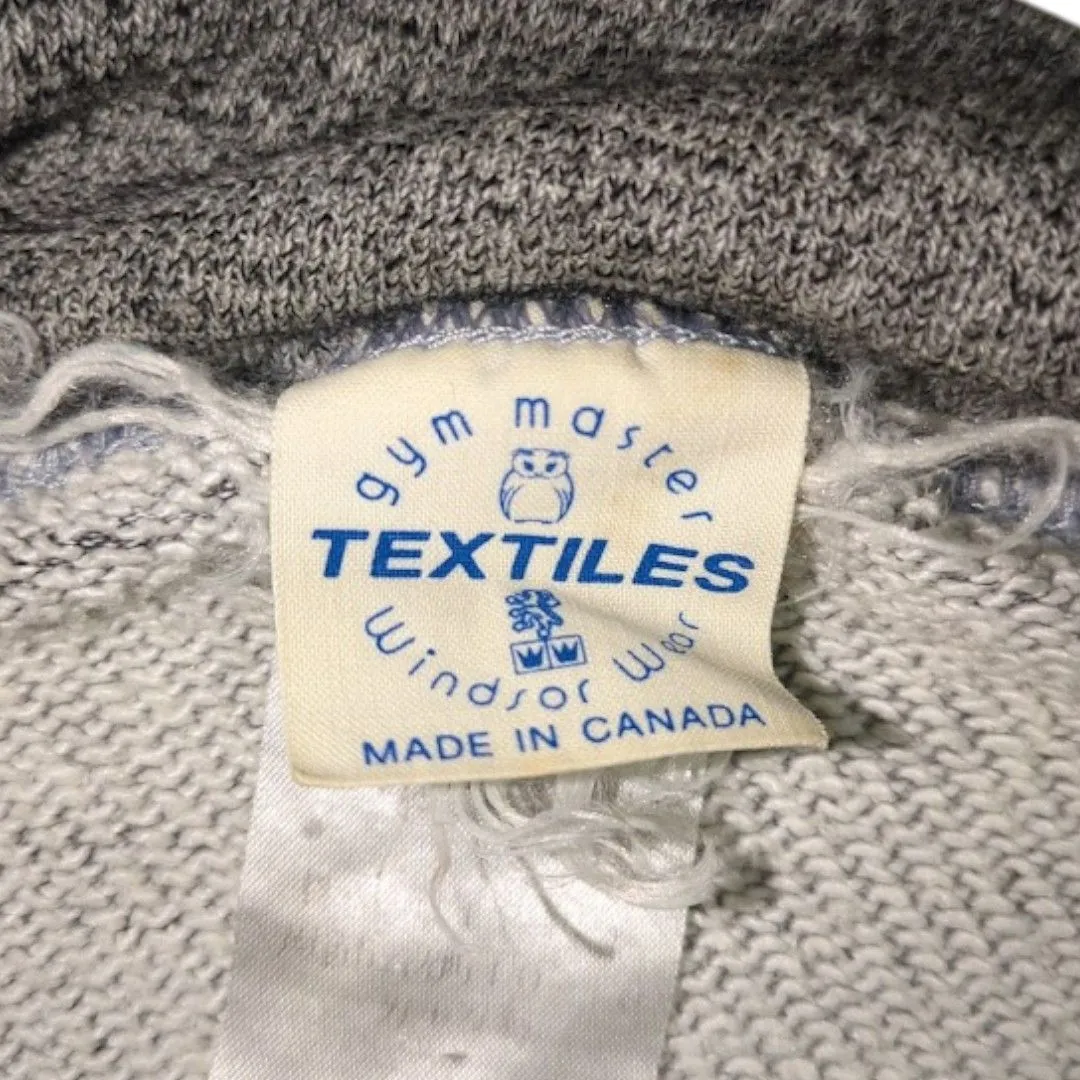 gym master
TEXTILES
Windsor Wear
MADE IN CANADA